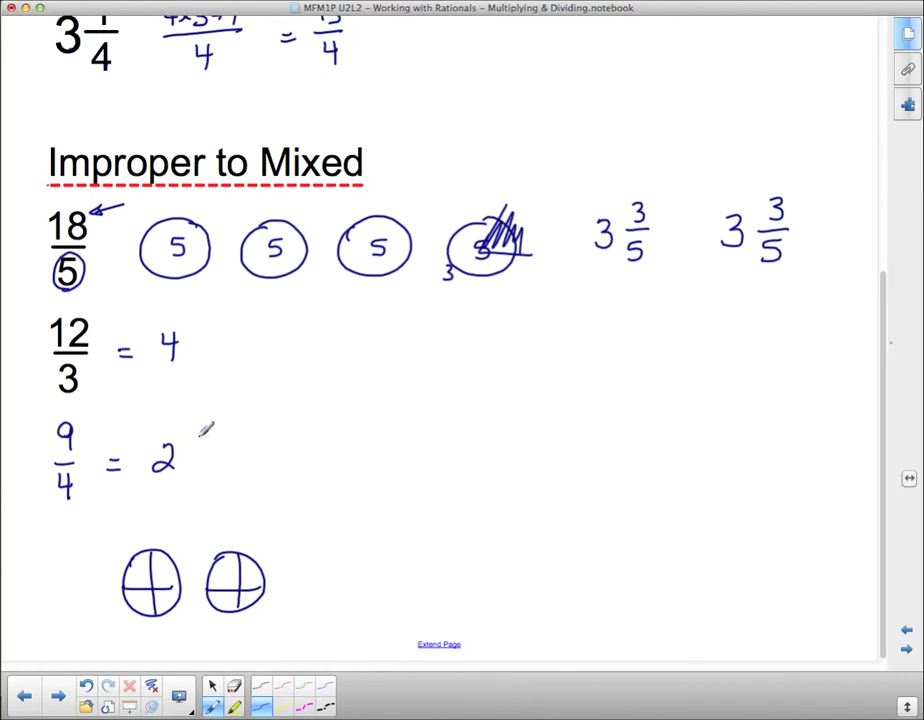 MFM1P U2L2 - Working with Rationals - Multiplying & Dividing.notebook
3 1/4 4x3+1/4 = 13/4
Improper to Mixed
18/5 5 5 5 5 3 3 3/5 3 3/5
12/3 = 4
9/4 = 2
Extend Page